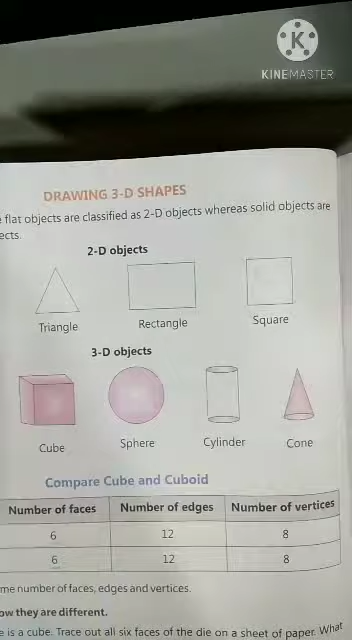 K
KINEMASTER
DRAWING 3-D SHAPES
flat objects are classified as 2-D objects whereas solid objects are
ects.
2-D objects
Triangle Rectangle Square
3-D objects
Cube Sphere Cylinder Cone
Compare Cube and Cuboid
Number of faces Number of edges Number of vertices
6 12 8
6 12 8
me number of faces, edges and vertices.
ow they are different.
e is a cube. Trace out all six faces of the die on a sheet of paper. What